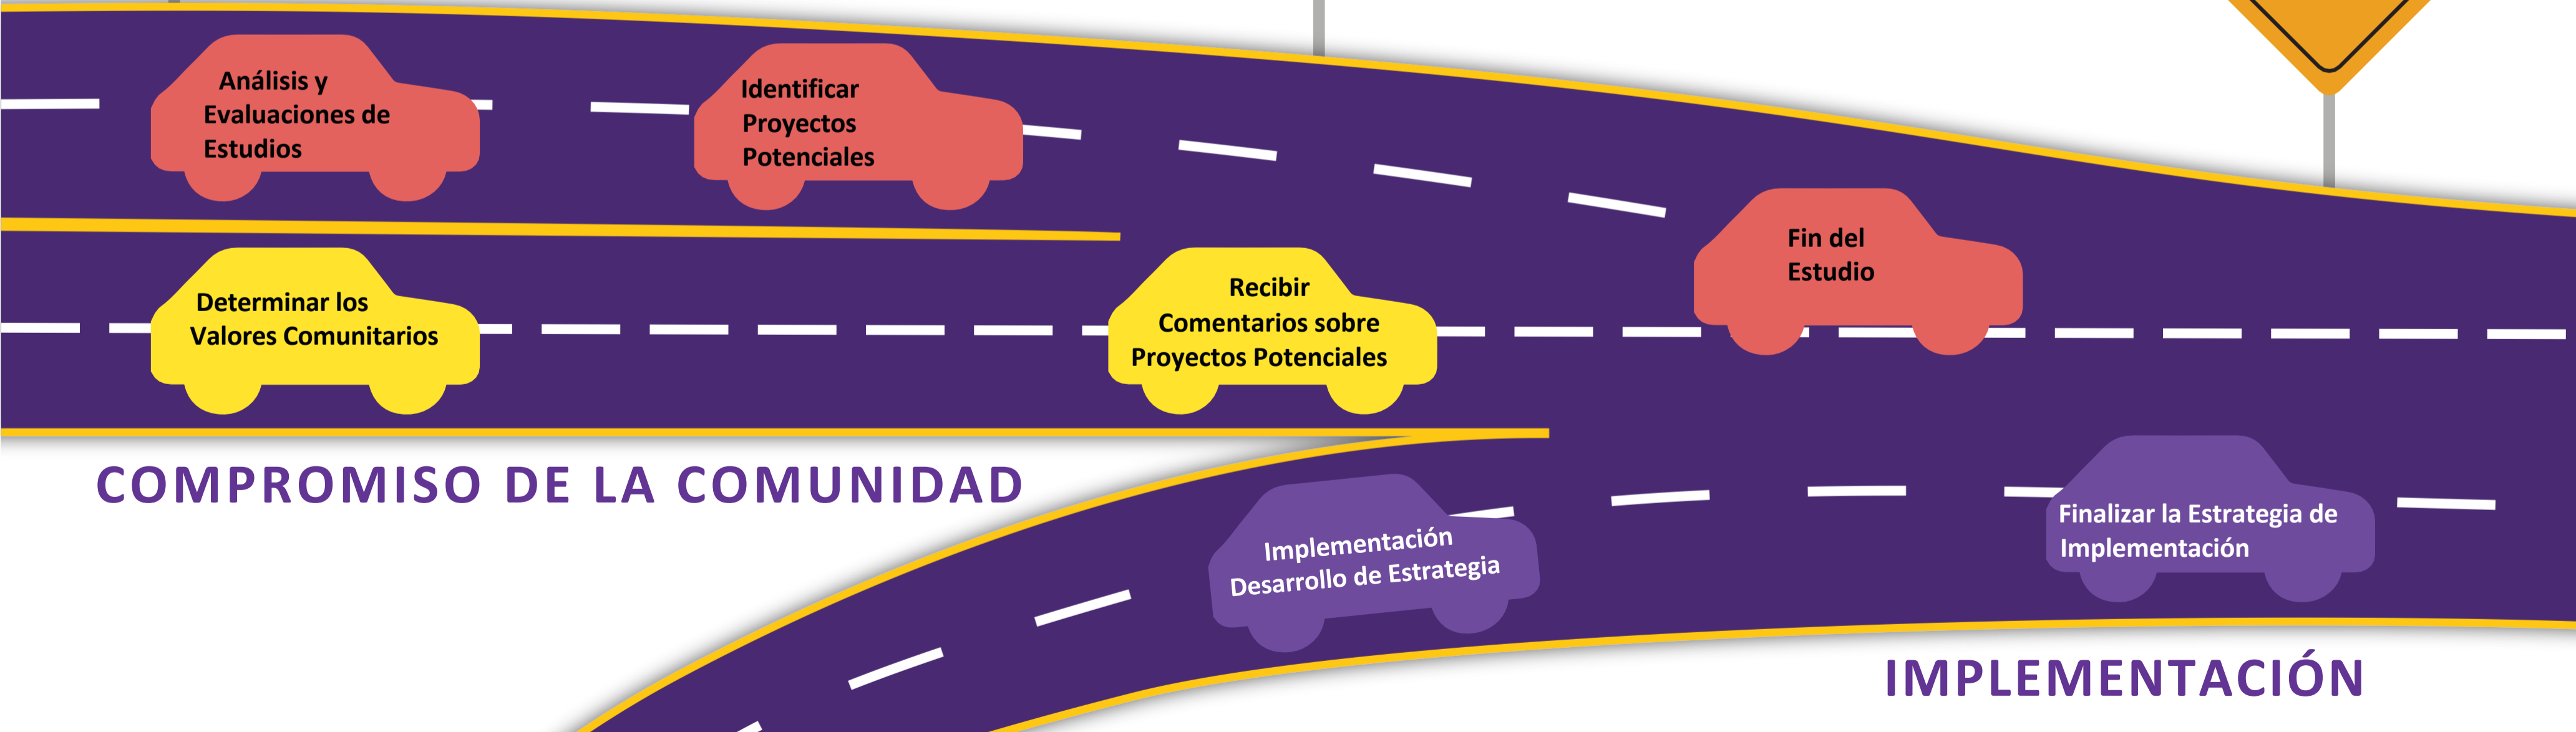 Análisis y
Evaluaciones de
Estudios
Identificar
Proyectos
Potenciales
Fin del
Estudio
Determinar los
Valores Comunitarios
Recibir
Comentarios sobre
Proyectos Potenciales
COMPROMISO DE LA COMUNIDAD
Implementación
Desarrollo de Estrategia
Finalizar la Estrategia de
Implementación
IMPLEMENTACIÓN